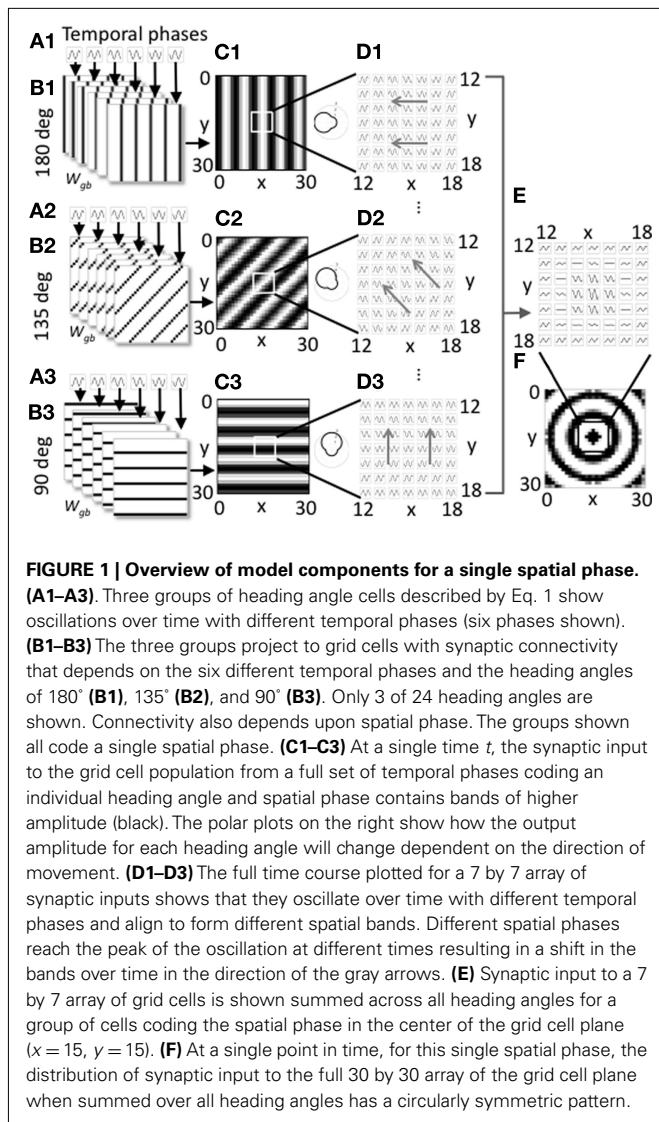 Temporal phases
A1
B1
180 deg
Wgb
C1
0
y
30
0 x 30
D1
12
y
18
12 x 18
A2
B2
135 deg
Wgb
C2
0
y
30
0 x 30
D2
12
y
18
12 x 18
A3
B3
90 deg
Wgb
C3
0
y
30
0 x 30
D3
12
y
18
12 x 18
E
12 x 18
12
y
18
F
0
y
30
0 x 30
FIGURE 1 | Overview of model components for a single spatial phase.
(A1–A3). Three groups of heading angle cells described by Eq. 1 show
oscillations over time with different temporal phases (six phases shown).
(B1–B3) The three groups project to grid cells with synaptic connectivity
that depends on the six different temporal phases and the heading angles
of 180° (B1), 135° (B2), and 90° (B3). Only 3 of 24 heading angles are
shown. Connectivity also depends upon spatial phase. The groups shown
all code a single spatial phase. (C1–C3) At a single time t, the synaptic input
to the grid cell population from a full set of temporal phases coding an
individual heading angle and spatial phase contains bands of higher
amplitude (black). The polar plots on the right show how the output
amplitude for each heading angle will change dependent on the direction of
movement. (D1–D3) The full time course plotted for a 7 by 7 array of
synaptic inputs shows that they oscillate over time with different temporal
phases and align to form different spatial bands. Different spatial phases
reach the peak of the oscillation at different times resulting in a shift in the
bands over time in the direction of the gray arrows. (E) Synaptic input to a 7
by 7 array of grid cells is shown summed across all heading angles for a
group of cells coding the spatial phase in the center of the grid cell plane
(x = 15, y = 15). (F) At a single point in time, for this single spatial phase, the
distribution of synaptic input to the full 30 by 30 array of the grid cell plane
when summed over all heading angles has a circularly symmetric pattern.